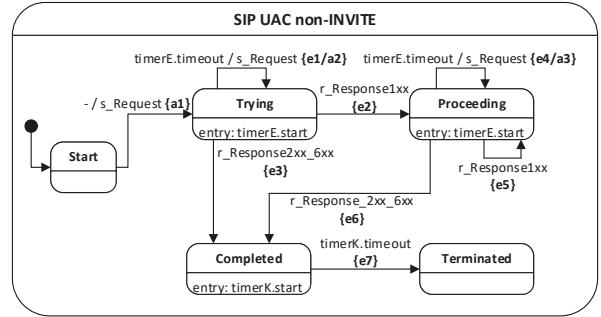 SIP UAC non-INVITE
timerE.timeout / s_Request {e1/a2}
timerE.timeout / s_Request {e4/a3}
- / s_Request {a1}
Trying
entry: timerE.start
r_Response1xx
{e2}
Proceeding
entry: timerE.start
Start
r_Response2xx_6xx
{e3}
r_Response1xx
{e5}
r_Response_2xx_6xx
{e6}
Completed
entry: timerK.start
timerK.timeout
{e7}
Terminated